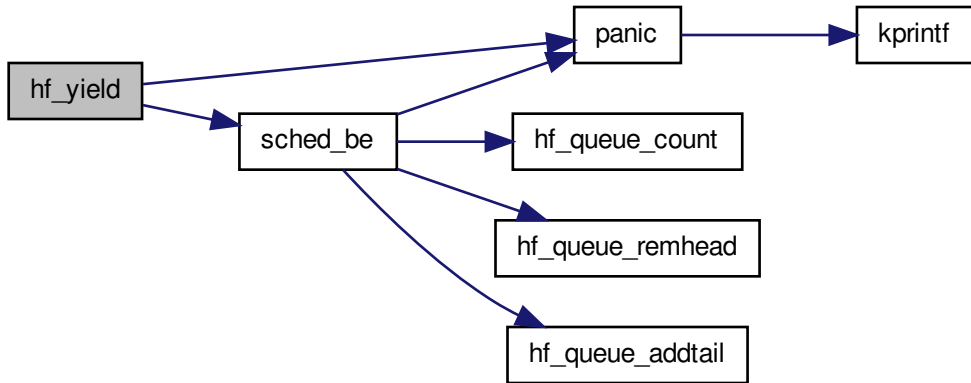 panic
kprintf
hf_yield
sched_be
hf_queue_count
hf_queue_remhead
hf_queue_addtail